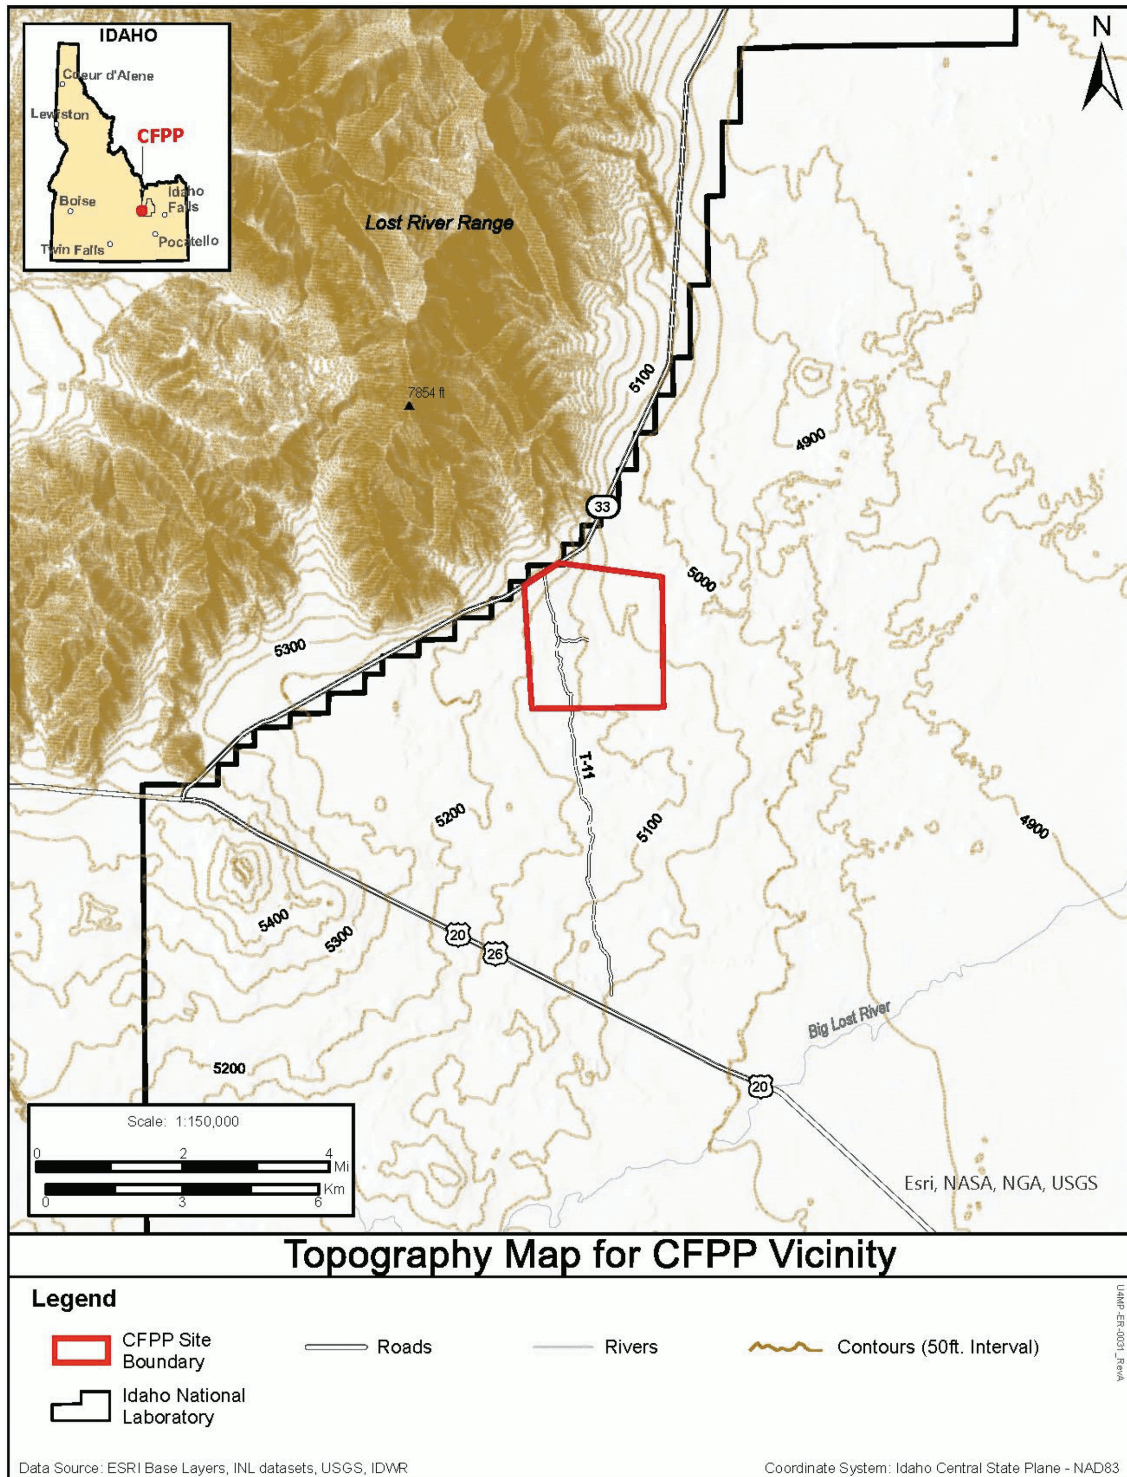 IDAHO
Coeur d'Alene
Lewiston
CFPP
Boise
Idaho
Falls
Twin Falls
Pocatello
N
Lost River Range
7854 ft
5100
4900
33
5000
5300
T-11
5200
5100
4900
5400
5300
20
26
Big Lost River
5200
20
Scale: 1:150,000
0 2 4
Mi
Km
0 3 6
Esri, NASA, NGA, USGS
Topography Map for CFPP Vicinity
Legend
CFPP Site
Boundary
Roads
Rivers
Contours (50ft. Interval)
Idaho National
Laboratory
U4MP-ER-0031_RevA
Data Source: ESRI Base Layers, INL datasets, USGS, IDWR
Coordinate System: Idaho Central State Plane - NAD83